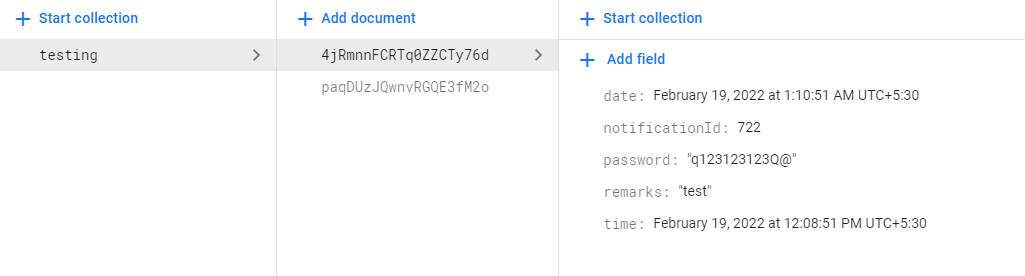 Start collection
testing
Add document
4jRmnnFCRTq0ZZCTy76d
paqDUzJQwnvRGQE3fM2o
Start collection
Add field
date: February 19, 2022 at 1:10:51 AM UTC+5:30
notificationId: 722
password: "q123123123Q@"
remarks: "test"
time: February 19, 2022 at 12:08:51 PM UTC+5:30